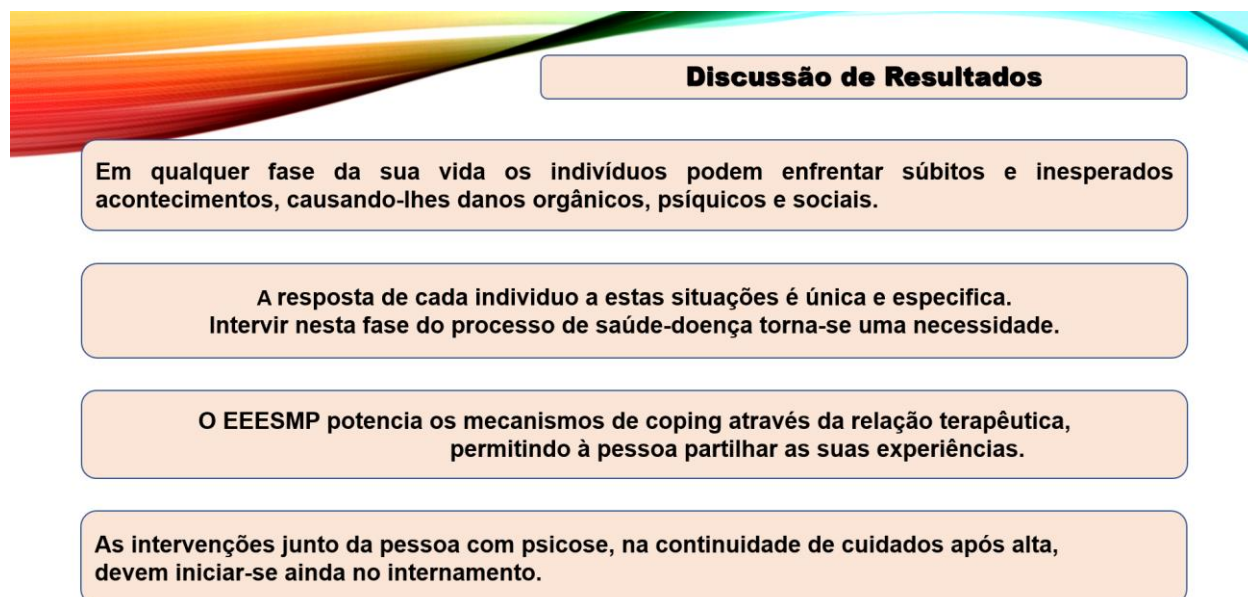 Discussão de Resultados
Em qualquer fase da sua vida os indivíduos podem enfrentar súbitos e inesperados
acontecimentos, causando-lhes danos orgânicos, psíquicos e sociais.
A resposta de cada individuo a estas situações é única e especifica.
Intervir nesta fase do processo de saúde-doença torna-se uma necessidade.
O EEESMP potencia os mecanismos de coping através da relação terapêutica,
permitindo à pessoa partilhar as suas experiências.
As intervenções junto da pessoa com psicose, na continuidade de cuidados após alta,
devem iniciar-se ainda no internamento.